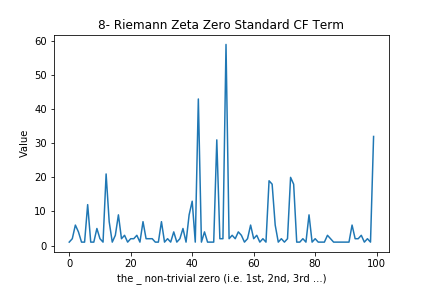 8- Riemann Zeta Zero Standard CF Term
60
50
40
30
20
10
0
Value
0 20 40 60 80 100
the _ non-trivial zero (i.e. 1st, 2nd, 3rd ...)